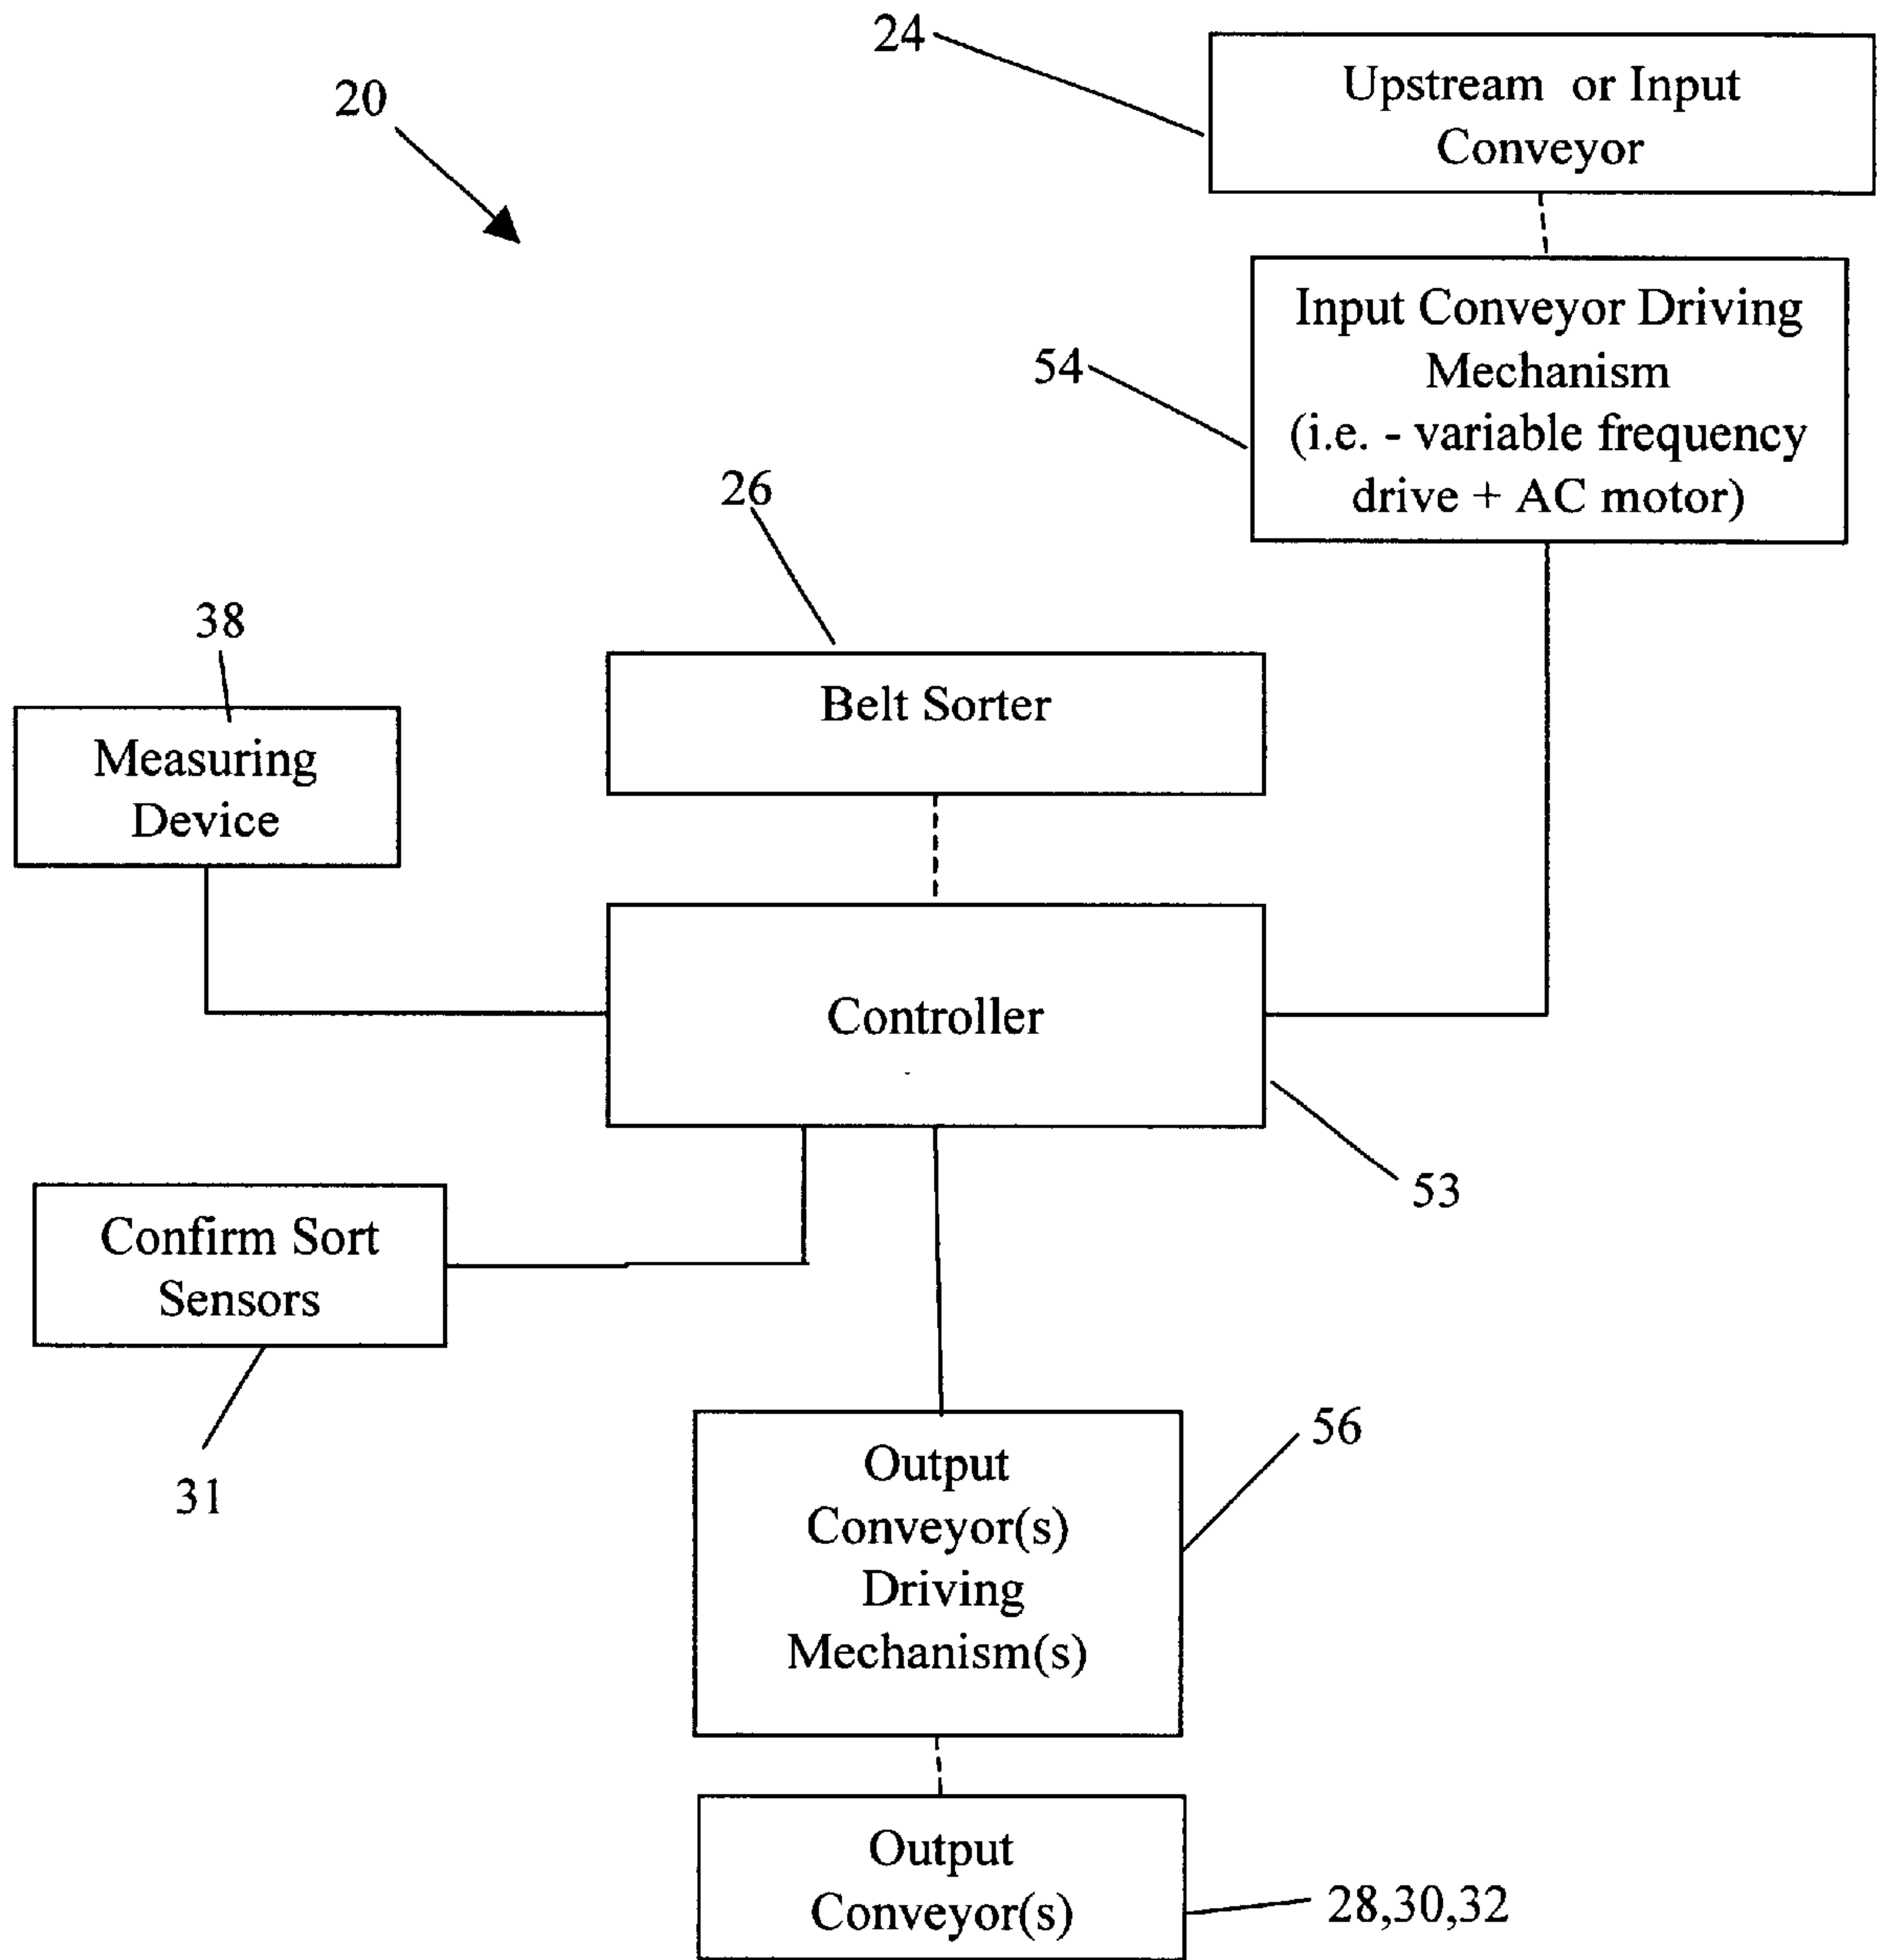 24
Upstream or Input
Conveyor
20
Input Conveyor Driving
Mechanism
(i.e. - variable frequency
drive + AC motor)
54
26
38
Belt Sorter
Measuring
Device
Controller
53
Confirm Sort
Sensors
31
Output
Conveyor(s)
Driving
Mechanism(s)
56
Output
Conveyor(s)
28,30,32